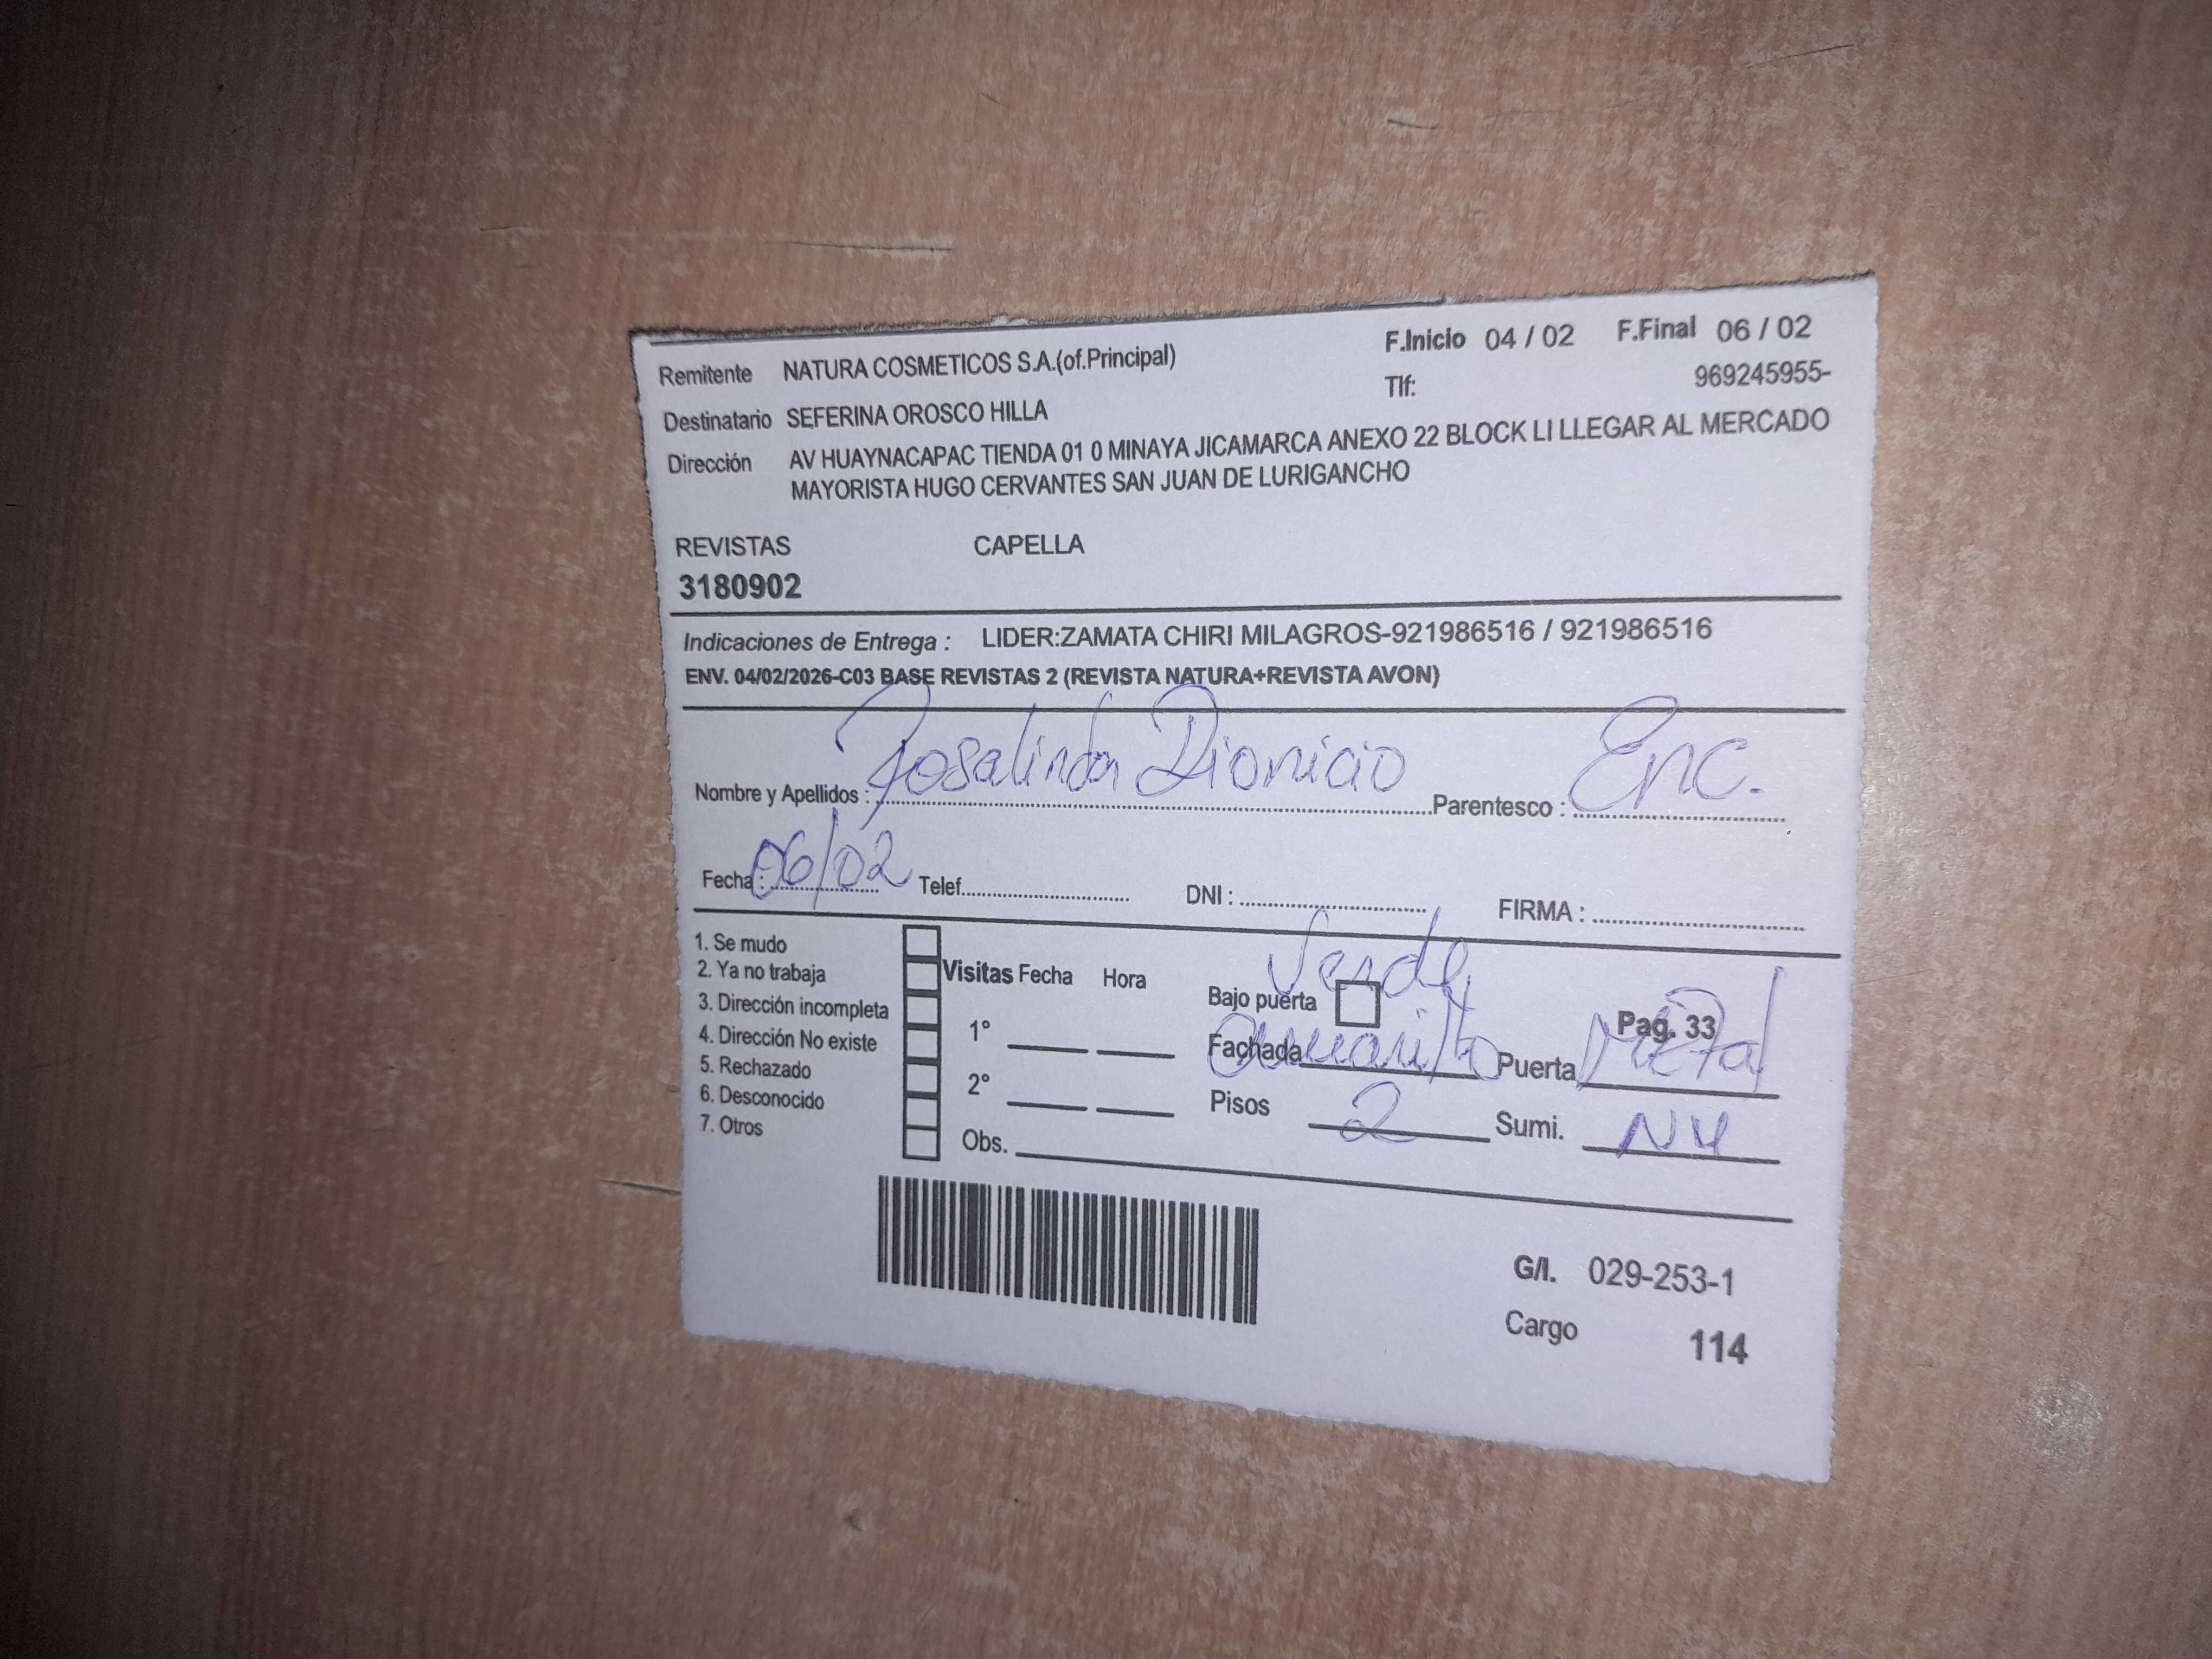 Remitente NATURA COSMETICOS S.A.(of.Principal) F.Inicio 04 / 02 F.Final 06 / 02
Tlf: 969245955-
Destinatario SEFERINA OROSCO HILLA
Dirección AV HUAYNACAPAC TIENDA 01 0 MINAYA JICAMARCA ANEXO 22 BLOCK LI LLEGAR AL MERCADO
MAYORISTA HUGO CERVANTES SAN JUAN DE LURIGANCHO
REVISTAS CAPELLA
3180902
Indicaciones de Entrega : LIDER:ZAMATA CHIRI MILAGROS-921986516 / 921986516
ENV. 04/02/2026-C03 BASE REVISTAS 2 (REVISTA NATURA+REVISTA AVON)
Nombre y Apellidos : Rosalinda Dionicio Parentesco : Enc.
Fecha : 06/02 Telef. DNI : FIRMA :
1. Se mudo
2. Ya no trabaja
3. Dirección incompleta
4. Dirección No existe
5. Rechazado
6. Desconocido
7. Otros
Visitas Fecha Hora
1°
2°
Obs.
Verde
Bajo puerta Pag. 33
Fachada amarillo Puerta Metal
Pisos 2 Sumi. NV
G/I. 029-253-1
Cargo 114